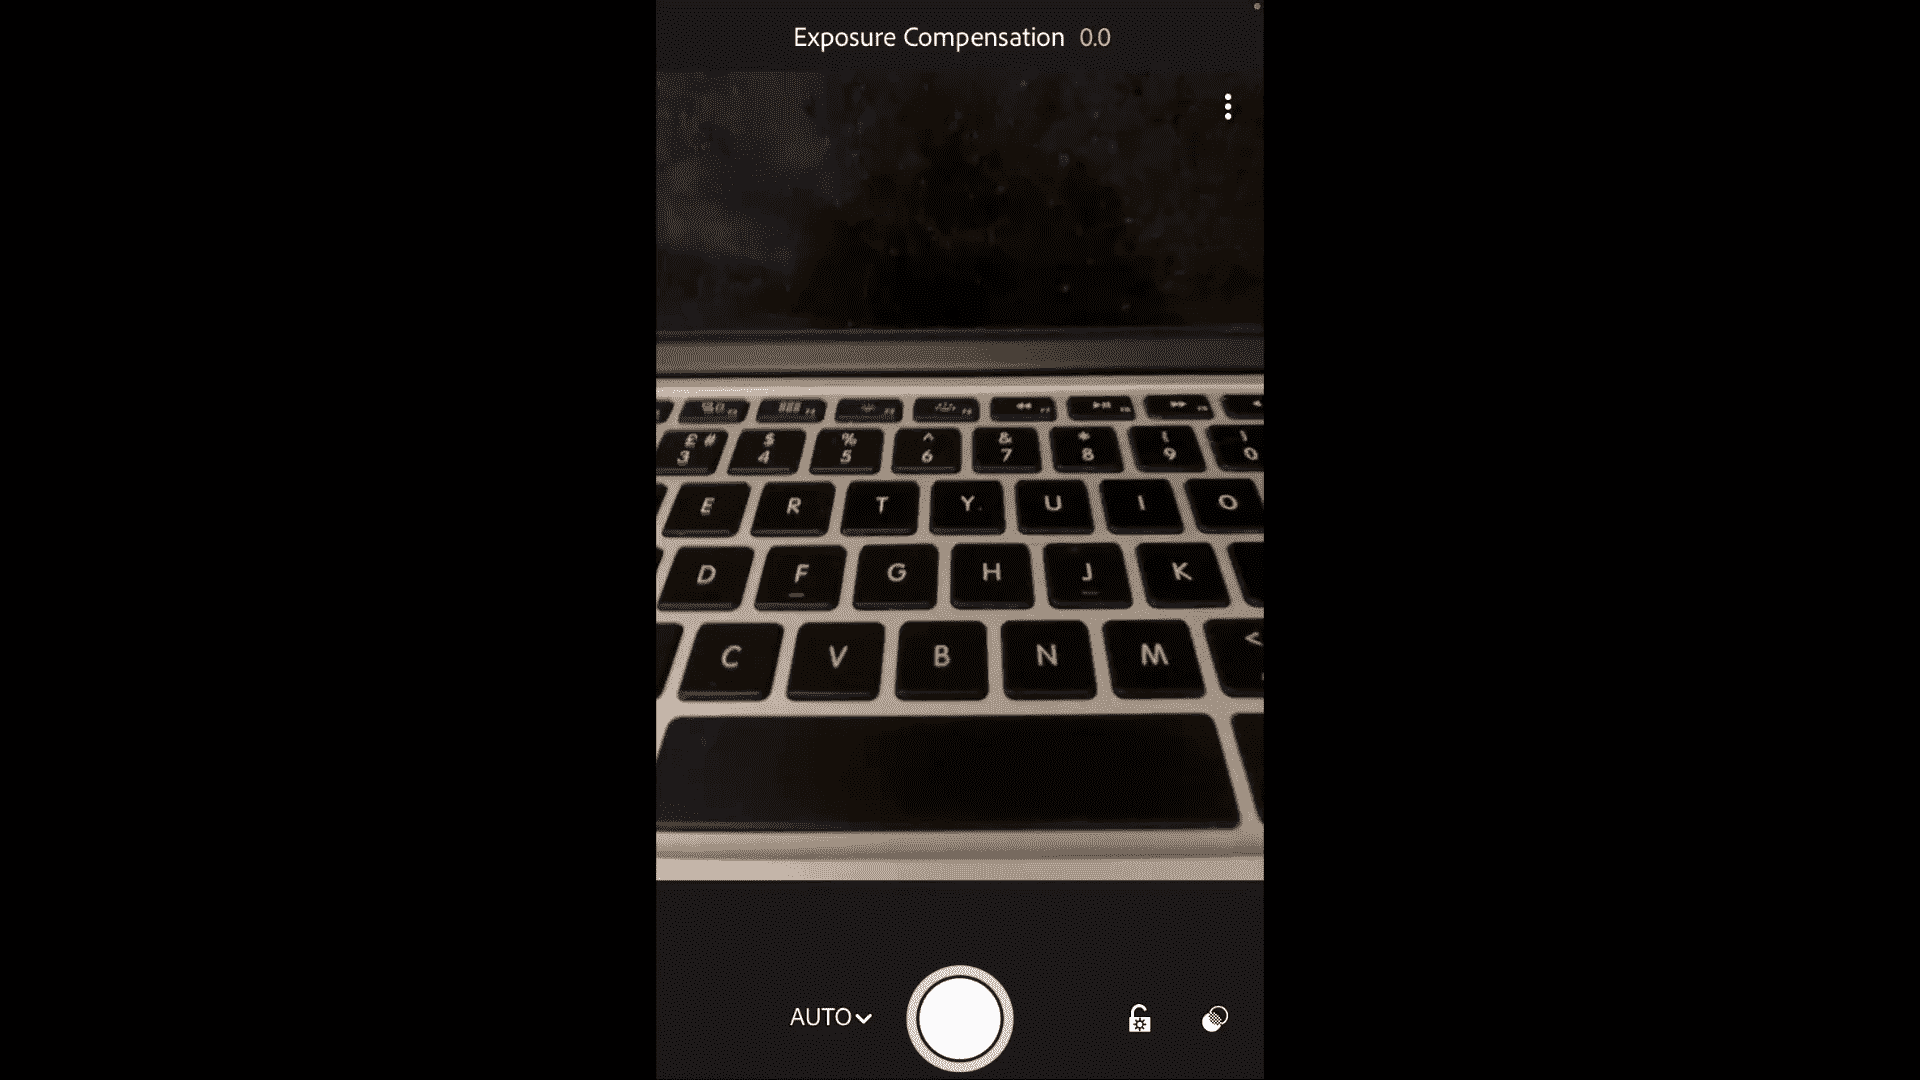 Exposure Compensation 0.0
£ # $ % ^ & *
3 4 5 6 7 8 9 0
E R T Y U I O
D F G H J K
C V B N M <
AUTO